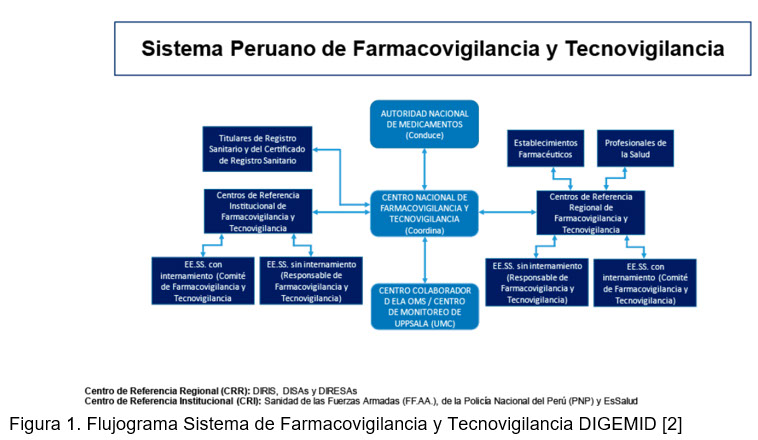 Sistema Peruano de Farmacovigilancia y Tecnovigilancia
AUTORIDAD NACIONAL
DE MEDICAMENTOS
(Conduce)
Titulares de Registro
Sanitario y del Certificado
de Registro Sanitario
Establecimientos
Farmacéuticos
Profesionales de
la Salud
Centros de Referencia
Institucional de
Farmacovigilancia y
Tecnovigilancia
CENTRO NACIONAL DE
FARMACOVIGILANCIA Y
TECNOVIGILANCIA
(Coordina)
Centros de Referencia
Regional de
Farmacovigilancia y
Tecnovigilancia
EE.SS. con
internamiento (Comité
de Farmacovigilancia y
Tecnovigilancia
EE.SS. sin internamiento
(Responsable de
Farmacovigilancia y
Tecnovigilancia)
CENTRO COLABORADOR
D ELA OMS / CENTRO
DE MONITOREO DE
UPPSALA (UMC)
EE.SS. sin internamiento
(Responsable de
Farmacovigilancia y
Tecnovigilancia)
EE.SS. con
internamiento (Comité
de Farmacovigilancia y
Tecnovigilancia)
Centro de Referencia Regional (CRR): DIRIS, DISAs y DIRESAs
Centro de Referencia Institucional (CRI): Sanidad de las Fuerzas Armadas (FF.AA.), de la Policía Nacional del Perú (PNP) y EsSalud
Figura 1. Flujograma Sistema de Farmacovigilancia y Tecnovigilancia DIGEMID [2]